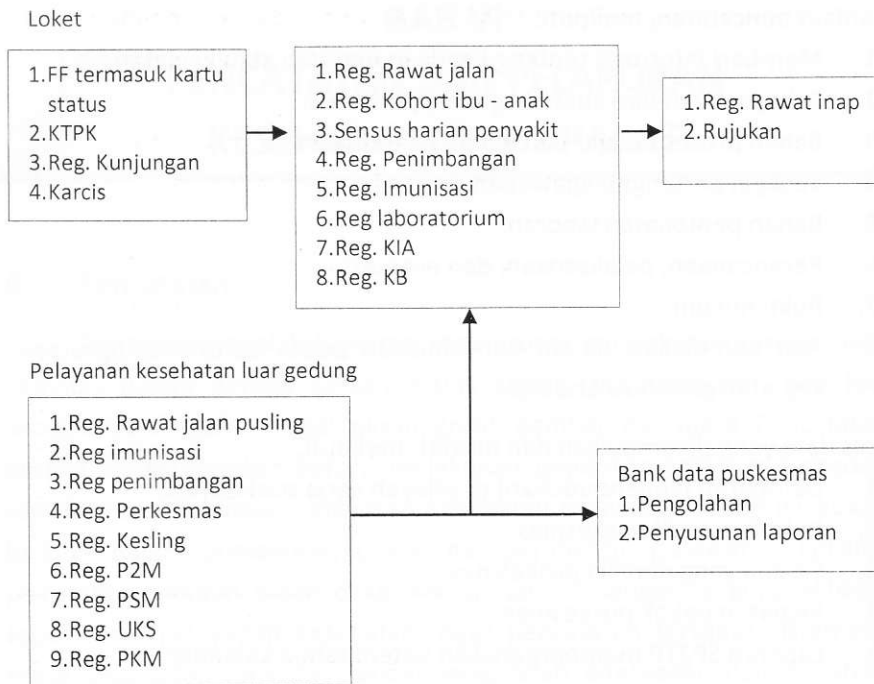 Loket
1.FF termasuk kartu
status
2.KTPK
3.Reg. Kunjungan
4.Karcis
1.Reg. Rawat jalan
2.Reg. Kohort ibu - anak
3.Sensus harian penyakit
4.Reg. Penimbangan
5.Reg. Imunisasi
6.Reg laboratorium
7.Reg. KIA
8.Reg. KB
1.Reg. Rawat inap
2.Rujukan
Pelayanan kesehatan luar gedung
1.Reg. Rawat jalan pusling
2.Reg imunisasi
3.Reg penimbangan
4.Reg. Perkesmas
5.Reg. Kesling
6.Reg. P2M
7.Reg. PSM
8.Reg. UKS
9.Reg. PKM
Bank data puskesmas
1.Pengolahan
2.Penyusunan laporan